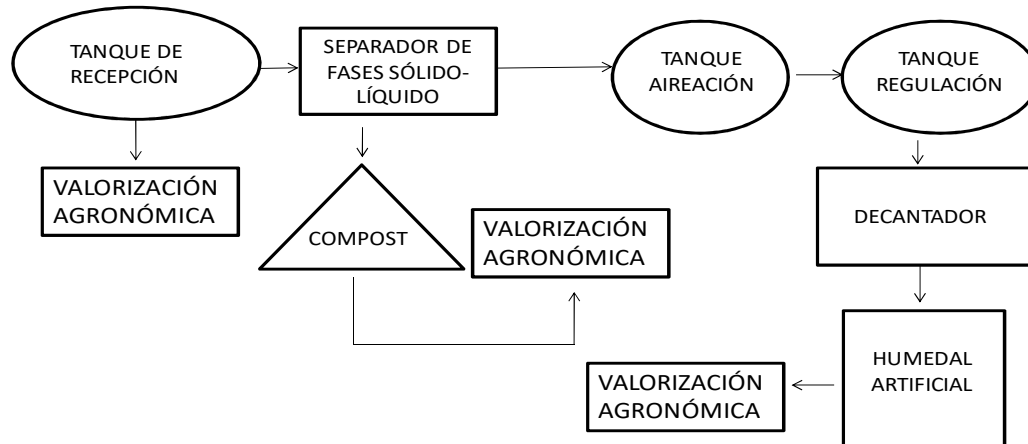 TANQUE DE
RECEPCIÓN
SEPARADOR DE
FASES SÓLIDO-
LÍQUIDO
TANQUE
AIREACIÓN
TANQUE
REGULACIÓN
VALORIZACIÓN
AGRONÓMICA
COMPOST
VALORIZACIÓN
AGRONÓMICA
DECANTADOR
HUMEDAL
ARTIFICIAL
VALORIZACIÓN
AGRONÓMICA